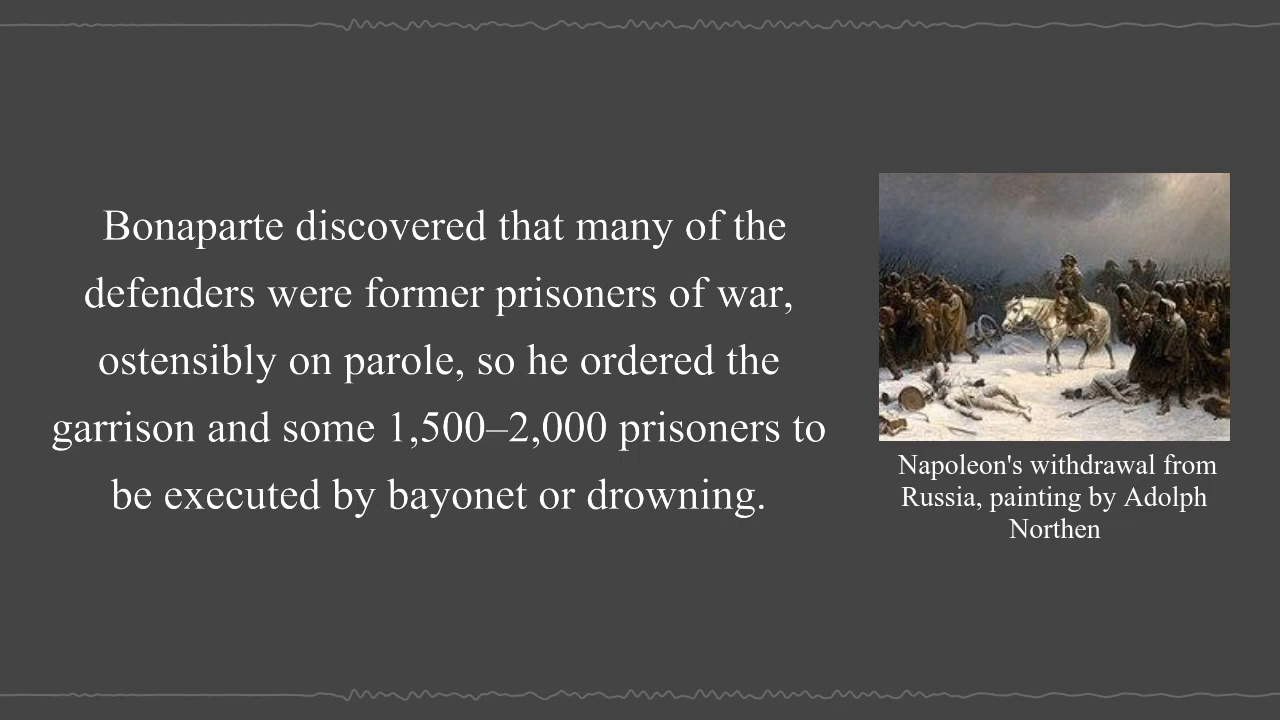 Bonaparte discovered that many of the
defenders were former prisoners of war,
ostensibly on parole, so he ordered the
garrison and some 1,500–2,000 prisoners to
be executed by bayonet or drowning.
Napoleon's withdrawal from
Russia, painting by Adolph
Northen